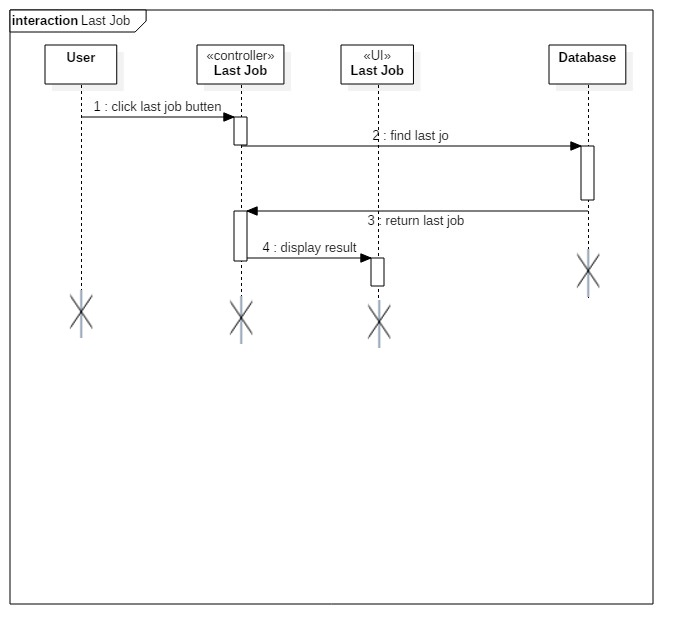 interaction Last Job
User
«controller»
Last Job
«UI»
Last Job
Database
1 : click last job butten
2 : find last jo
3 : return last job
4 : display result